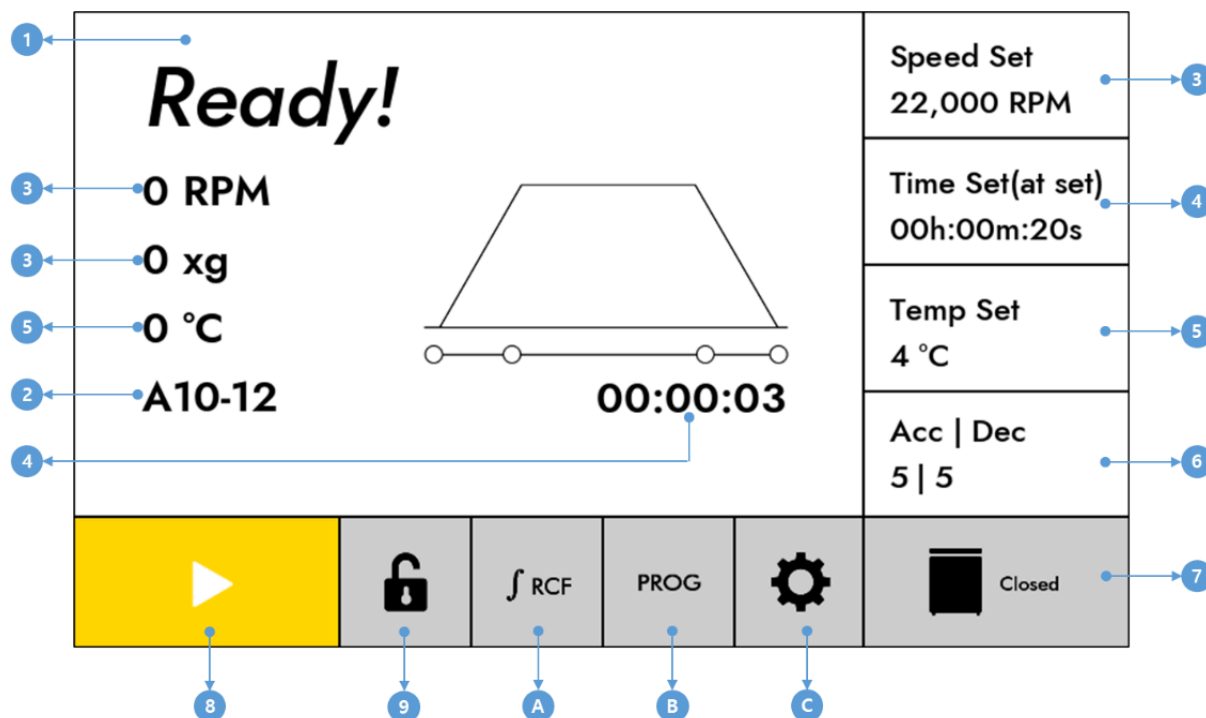 1
Ready!
3
0 RPM
3
0 xg
5
0 °C
2
A10-12
00:00:03
4
Speed Set
22,000 RPM
3
Time Set(at set)
00h:00m:20s
4
Temp Set
4 °C
5
Acc | Dec
5 | 5
6
∫ RCF
PROG
Closed
7
8
9
A
B
C